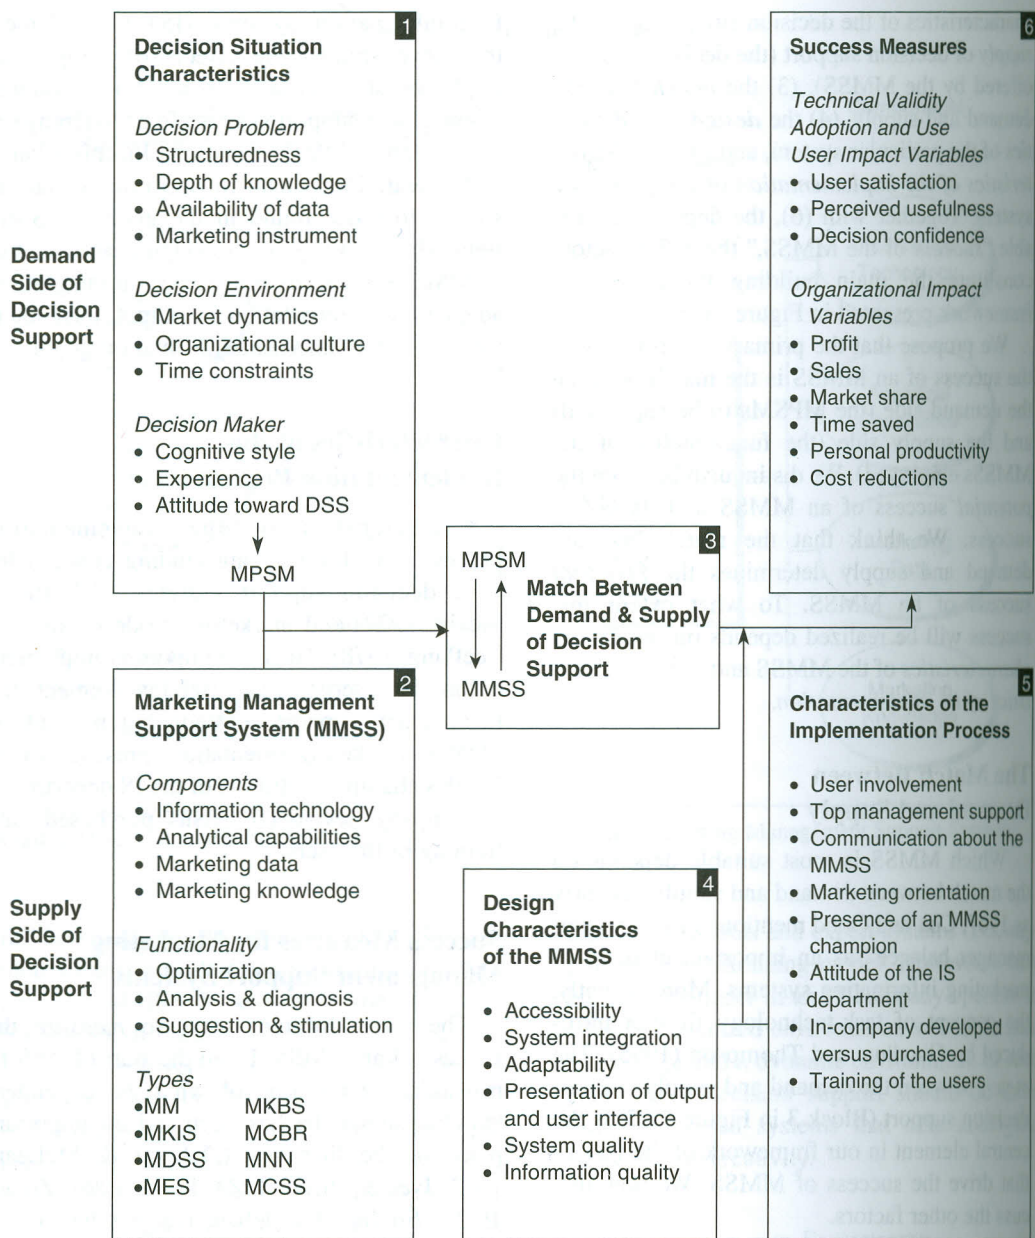 1
Decision Situation
Characteristics
Decision Problem
• Structuredness
• Depth of knowledge
• Availability of data
• Marketing instrument
Decision Environment
• Market dynamics
• Organizational culture
• Time constraints
Decision Maker
• Cognitive style
• Experience
• Attitude toward DSS
MPSM
Demand
Side of
Decision
Support
2
Marketing Management
Support System (MMSS)
Components
• Information technology
• Analytical capabilities
• Marketing data
• Marketing knowledge
Functionality
• Optimization
• Analysis & diagnosis
• Suggestion & stimulation
Types
•MM MKBS
•MKIS MCBR
•MDSS MNN
•MES MCSS
Supply
Side of
Decision
Support
3
MPSM
Match Between
Demand & Supply
of Decision
Support
MMSS
4
Design
Characteristics
of the MMSS
• Accessibility
• System integration
• Adaptability
• Presentation of output
and user interface
• System quality
• Information quality
5
Characteristics of the
Implementation Process
• User involvement
• Top management support
• Communication about the
MMSS
• Marketing orientation
• Presence of an MMSS
champion
• Attitude of the IS
department
• In-company developed
versus purchased
• Training of the users
6
Success Measures
Technical Validity
Adoption and Use
User Impact Variables
• Use satisfaction
• Perceived usefulness
• Decision confidence
Organizational Impact
Variables
• Profit
• Sales
• Market share
• Time saved
• Personal productivity
• Cost reductions